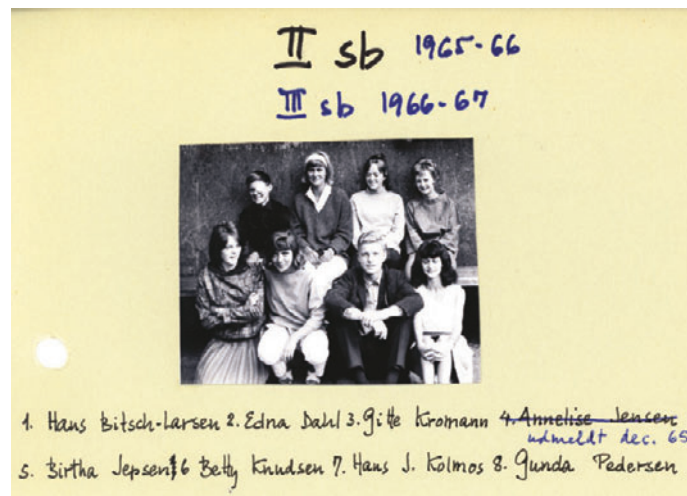 II sb 1965-66
III sb 1966-67
1. Hans Bitsch-Larsen 2. Edna Dahl 3. Gitte Kromann 4. Annelise Jensen
udmeldt dec. 65
5. Birtha Jepsen 6 Betty Knudsen 7. Hans J. Kolmos 8. Gunda Pedersen